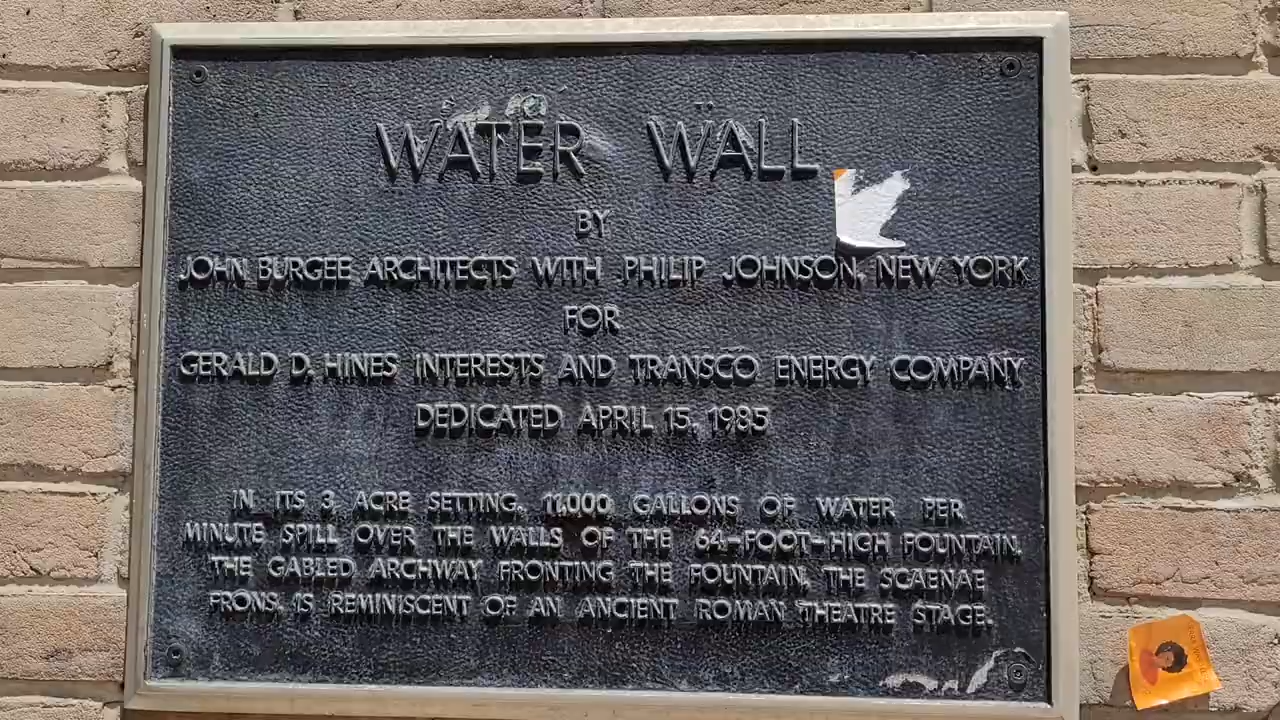 WATER WALL
BY
JOHN BURGEE ARCHITECTS WITH PHILIP JOHNSON, NEW YORK
FOR
GERALD D. HINES INTERESTS AND TRANSCO ENERGY COMPANY
DEDICATED APRIL 15, 1985
IN ITS 3 ACRE SETTING, 11,000 GALLONS OF WATER PER
MINUTE SPILL OVER THE WALLS OF THE 64-FOOT-HIGH FOUNTAIN.
THE GABLED ARCHWAY FRONTING THE FOUNTAIN, THE SCAENAE
FRONS, IS REMINISCENT OF AN ANCIENT ROMAN THEATRE STAGE.